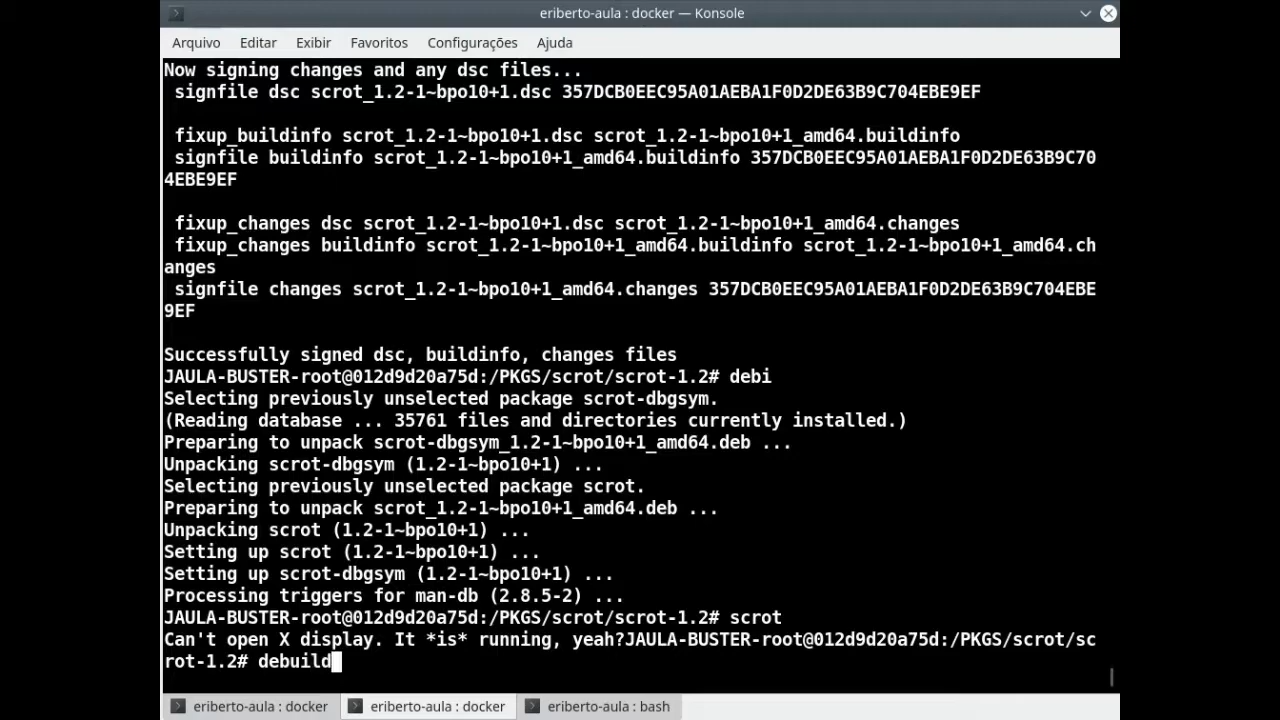 eriberto-aula : docker — Konsole
Arquivo Editar Exibir Favoritos Configurações Ajuda
Now signing changes and any dsc files...
signfile dsc scrot_1.2-1~bpo10+1.dsc 357DCB0EEC95A01AEBA1F0D2DE63B9C704EBE9EF
fixup_buildinfo scrot_1.2-1~bpo10+1.dsc scrot_1.2-1~bpo10+1_amd64.buildinfo
signfile buildinfo scrot_1.2-1~bpo10+1_amd64.buildinfo 357DCB0EEC95A01AEBA1F0D2DE63B9C70
4EBE9EF
fixup_changes dsc scrot_1.2-1~bpo10+1.dsc scrot_1.2-1~bpo10+1_amd64.changes
fixup_changes buildinfo scrot_1.2-1~bpo10+1_amd64.buildinfo scrot_1.2-1~bpo10+1_amd64.ch
anges
signfile changes scrot_1.2-1~bpo10+1_amd64.changes 357DCB0EEC95A01AEBA1F0D2DE63B9C704EBE
9EF
Successfully signed dsc, buildinfo, changes files
JAULA-BUSTER-root@012d9d20a75d:/PKGS/scrot/scrot-1.2# debi
Selecting previously unselected package scrot-dbgsym.
(Reading database ... 35761 files and directories currently installed.)
Preparing to unpack scrot-dbgsym_1.2-1~bpo10+1_amd64.deb ...
Unpacking scrot-dbgsym (1.2-1~bpo10+1) ...
Selecting previously unselected package scrot.
Preparing to unpack scrot_1.2-1~bpo10+1_amd64.deb ...
Unpacking scrot (1.2-1~bpo10+1) ...
Setting up scrot (1.2-1~bpo10+1) ...
Setting up scrot-dbgsym (1.2-1~bpo10+1) ...
Processing triggers for man-db (2.8.5-2) ...
JAULA-BUSTER-root@012d9d20a75d:/PKGS/scrot/scrot-1.2# scrot
Can't open X display. It *is* running, yeah?JAULA-BUSTER-root@012d9d20a75d:/PKGS/scrot/sc
rot-1.2# debuild
eriberto-aula : docker eriberto-aula : docker eriberto-aula : bash